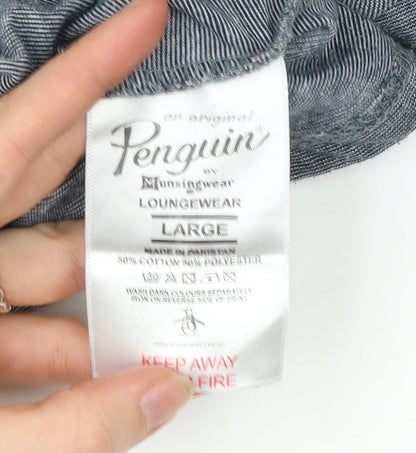 an original
Penguin
BY
Munsingwear
LOUNGEWEAR
LARGE
MADE IN PAKISTAN
50% COTTON 50% POLYESTER
30
WASH DARK COLOURS SEPARATELY
IRON ON REVERSE SIDE OF PRINT
KEEP AWAY
FIRE